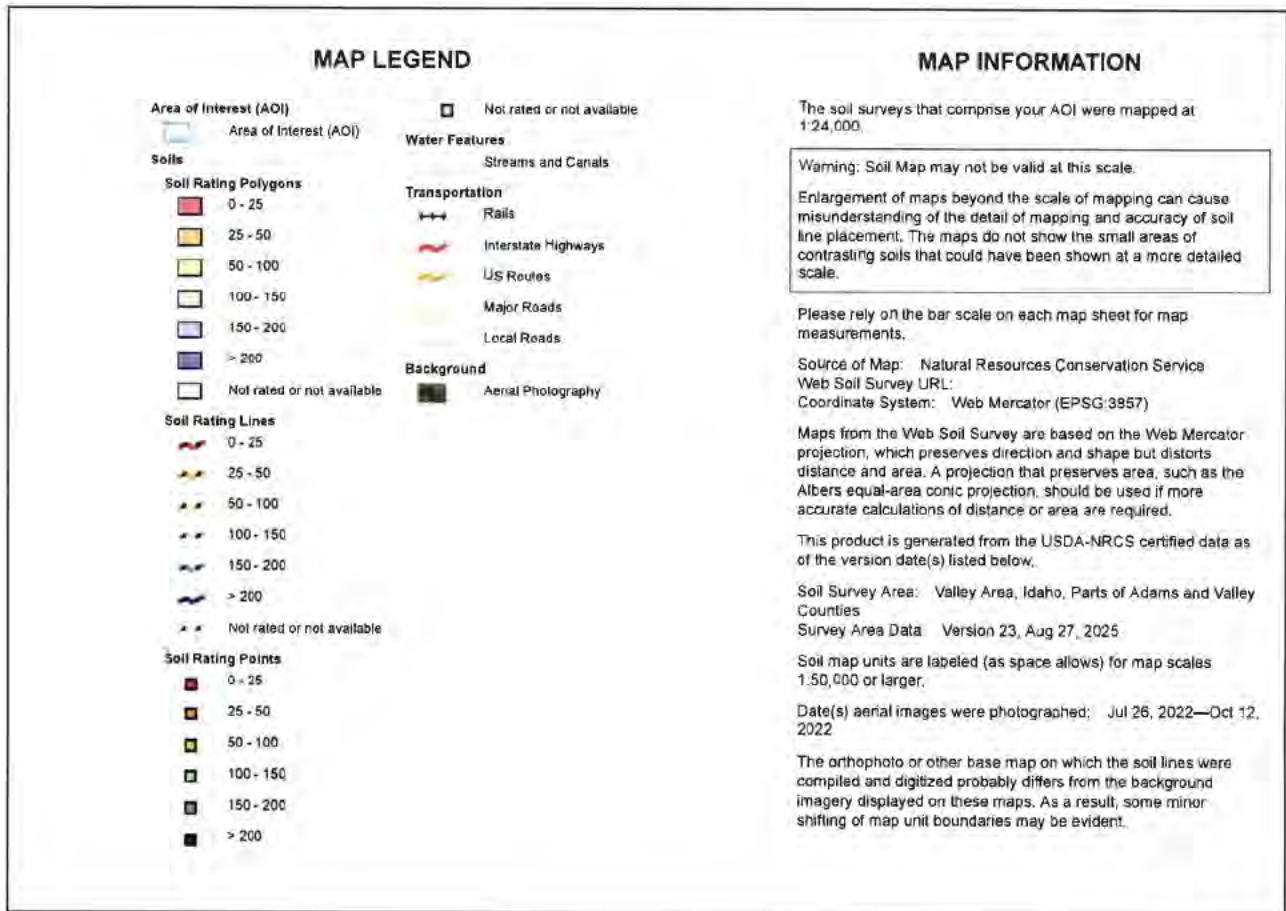 MAP LEGEND
Area of Interest (AOI)
Area of Interest (AOI)
Soils
Soil Rating Polygons
0 - 25
25 - 50
50 - 100
100 - 150
150 - 200
> 200
Not rated or not available
Soil Rating Lines
0 - 25
25 - 50
50 - 100
100 - 150
150 - 200
> 200
Not rated or not available
Soil Rating Points
0 - 25
25 - 50
50 - 100
100 - 150
150 - 200
> 200
Not rated or not available
Water Features
Streams and Canals
Transportation
Rails
Interstate Highways
US Routes
Major Roads
Local Roads
Background
Aerial Photography
MAP INFORMATION
The soil surveys that comprise your AOI were mapped at
1:24,000.
Warning: Soil Map may not be valid at this scale.
Enlargement of maps beyond the scale of mapping can cause
misunderstanding of the detail of mapping and accuracy of soil
line placement. The maps do not show the small areas of
contrasting soils that could have been shown at a more detailed
scale.
Please rely on the bar scale on each map sheet for map
measurements.
Source of Map: Natural Resources Conservation Service
Web Soil Survey URL:
Coordinate System: Web Mercator (EPSG:3857)
Maps from the Web Soil Survey are based on the Web Mercator
projection, which preserves direction and shape but distorts
distance and area. A projection that preserves area, such as the
Albers equal-area conic projection, should be used if more
accurate calculations of distance or area are required.
This product is generated from the USDA-NRCS certified data as
of the version date(s) listed below.
Soil Survey Area: Valley Area, Idaho, Parts of Adams and Valley
Counties
Survey Area Data: Version 23, Aug 27, 2025
Soil map units are labeled (as space allows) for map scales
1:50,000 or larger.
Date(s) aerial images were photographed: Jul 26, 2022—Oct 12,
2022
The orthophoto or other base map on which the soil lines were
compiled and digitized probably differs from the background
imagery displayed on these maps. As a result, some minor
shifting of map unit boundaries may be evident.